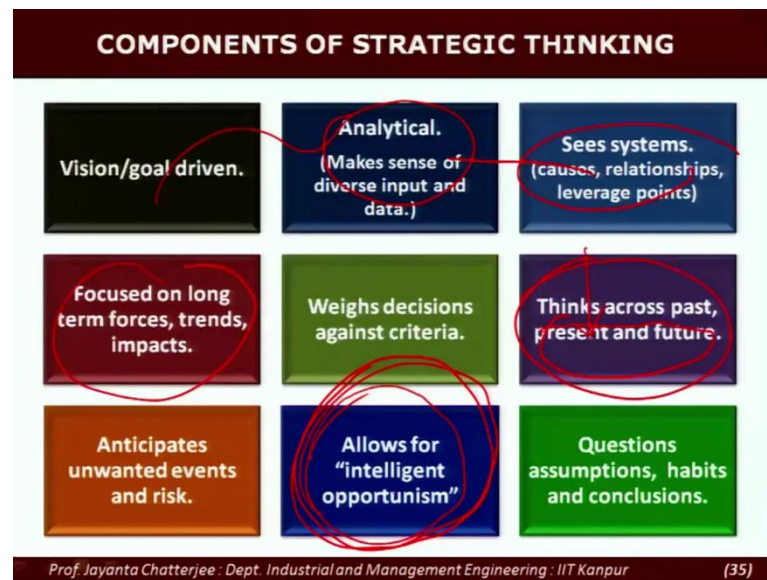 COMPONENTS OF STRATEGIC THINKING
Vision/goal driven.
Analytical.
(Makes sense of
diverse input and
data.)
Sees systems.
(causes, relationships,
leverage points)
Focused on long
term forces, trends,
impacts.
Weighs decisions
against criteria.
Thinks across past,
present and future.
Anticipates
unwanted events
and risk.
Allows for
“intelligent
opportunism”
Questions
assumptions, habits
and conclusions.
Prof. Jayanta Chatterjee : Dept. Industrial and Management Engineering : IIT Kanpur (35)